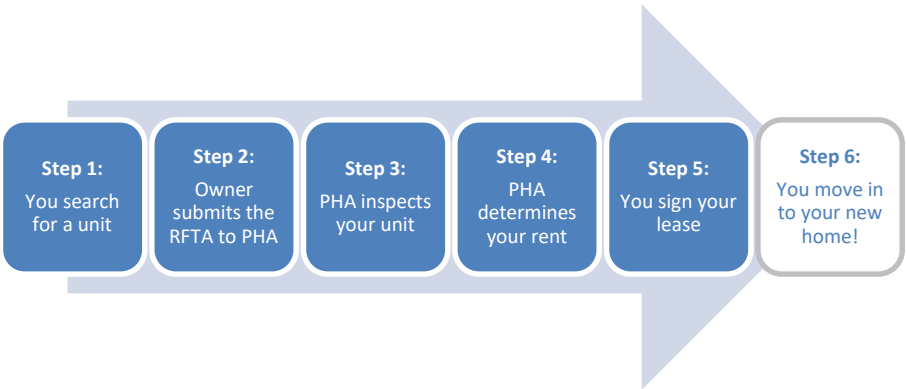 Step 1:
You search
for a unit
Step 2:
Owner
submits the
RFTA to PHA
Step 3:
PHA inspects
your unit
Step 4:
PHA
determines
your rent
Step 5:
You sign your
lease
Step 6:
You move in
to your new
home!